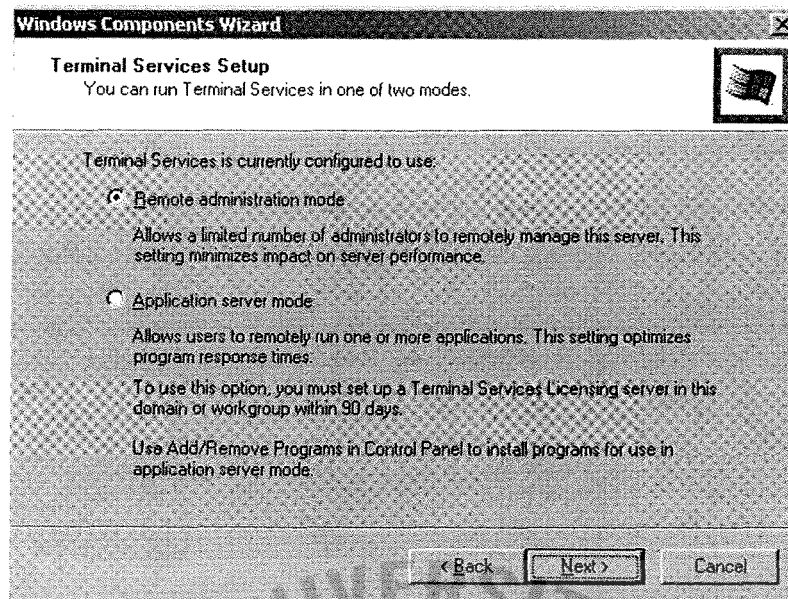 Windows Components Wizard
Terminal Services Setup
You can run Terminal Services in one of two modes.
Terminal Services is currently configured to use:
Remote administration mode
Allows a limited number of administrators to remotely manage this server. This
setting minimizes impact on server performance.
Application server mode
Allows users to remotely run one or more applications. This setting optimizes
program response times.
To use this option, you must set up a Terminal Services Licensing server in this
domain or workgroup within 90 days.
Use Add/Remove Programs in Control Panel to install programs for use in
application server mode.
< Back Next > Cancel